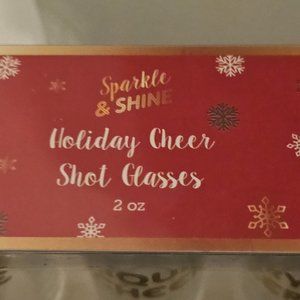 Sparkle
& SHINE
Holiday Cheer
Shot Glasses
2 oz